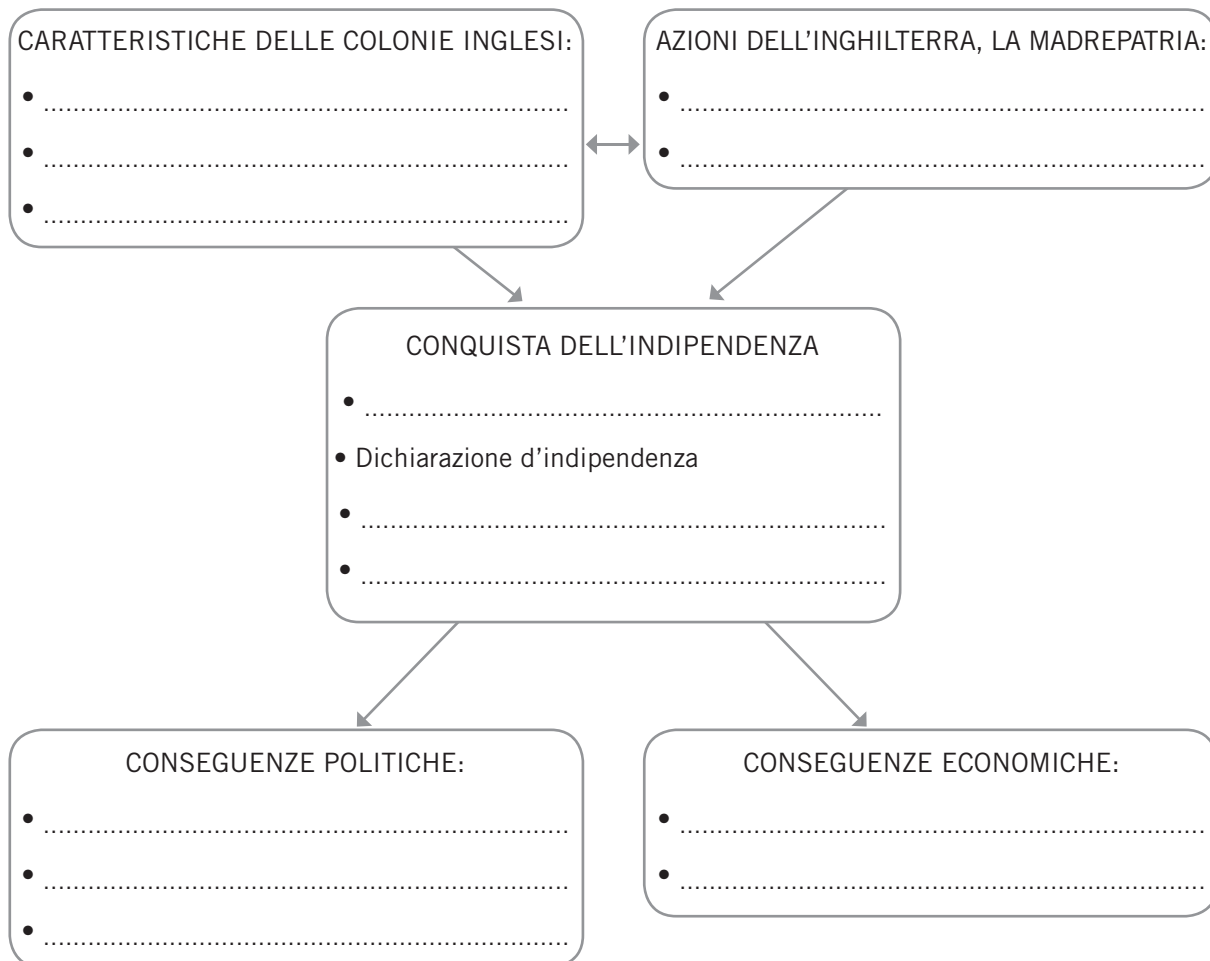 CARATTERISTICHE DELLE COLONIE INGLESI:
• ........................................................................
• ........................................................................
• ........................................................................
AZIONI DELL'INGHILTERRA, LA MADREPATRIA:
• ........................................................................
• ........................................................................
CONQUISTA DELL'INDIPENDENZA
• ........................................................................
• Dichiarazione d'indipendenza
• ........................................................................
• ........................................................................
CONSEGUENZE POLITICHE:
• ........................................................................
• ........................................................................
• ........................................................................
CONSEGUENZE ECONOMICHE:
• ........................................................................
• ........................................................................